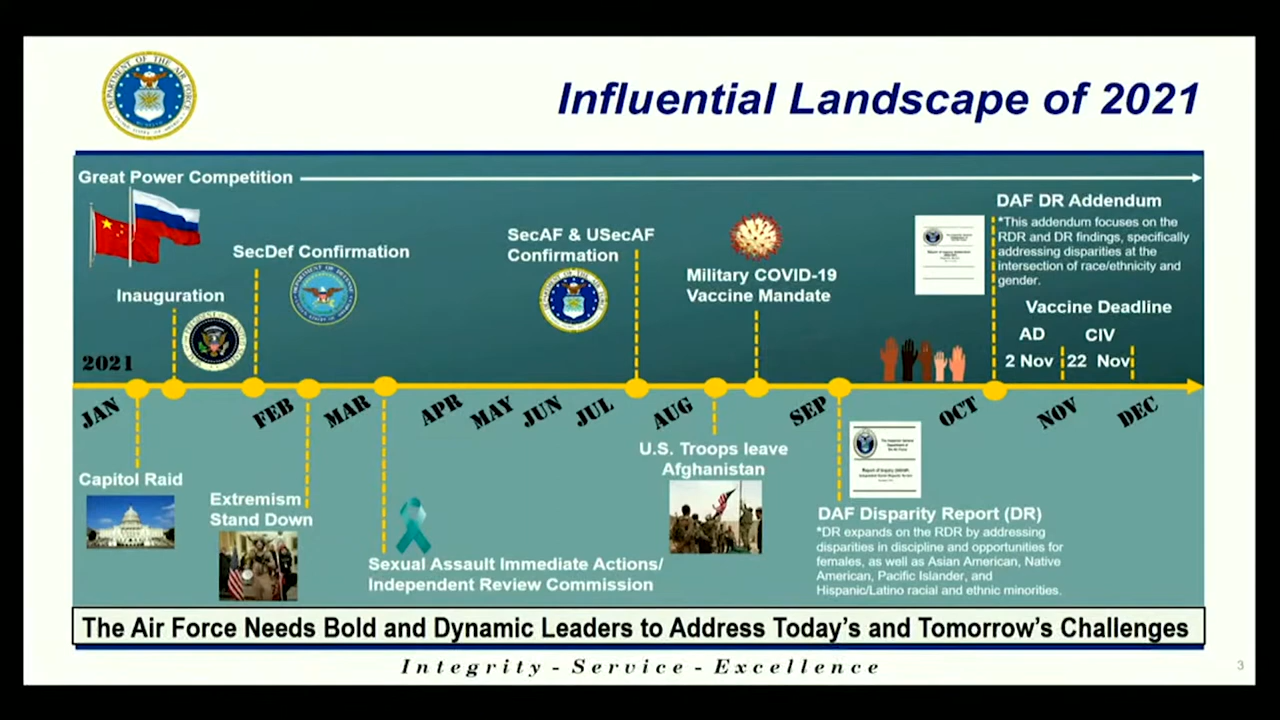 Influential Landscape of 2021
Great Power Competition
DAF DR Addendum
*This addendum focuses on the
RDR and DR findings, specifically
addressing disparities at the
intersection of race/ethnicity and
gender.
SecDef Confirmation
SecAF & USecAF
Confirmation
Military COVID-19
Vaccine Mandate
Inauguration
Vaccine Deadline
AD
CIV
2 Nov
22 Nov
2021
JAN
FEB
MAR
APR
MAY
JUN
JUL
AUG
SEP
OCT
NOV
DEC
Capitol Raid
Extremism
Stand Down
Sexual Assault Immediate Actions/
Independent Review Commission
U.S. Troops leave
Afghanistan
DAF Disparity Report (DR)
*DR expands on the RDR by addressing
disparities in discipline and opportunities for
females, as well as Asian American, Native
American, Pacific Islander, and
Hispanic/Latino racial and ethnic minorities.
The Air Force Needs Bold and Dynamic Leaders to Address Today's and Tomorrow's Challenges
Integrity - Service - Excellence
3